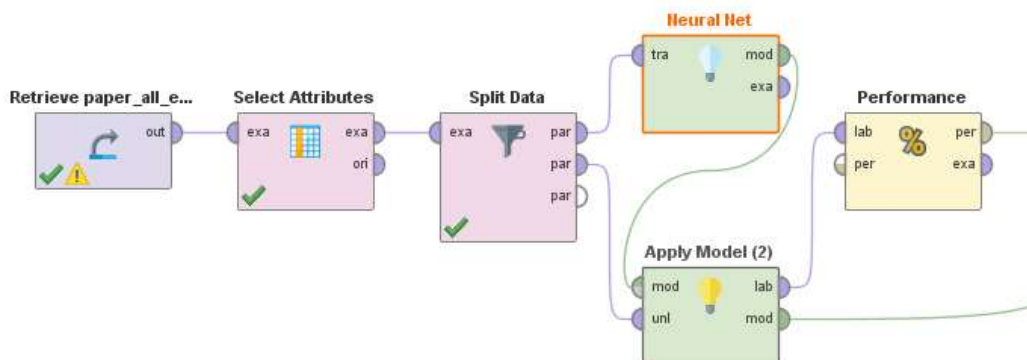 Neural Net
tra mod
exa
Retrieve paper_all_e...
out
Select Attributes
exa exa
ori
Split Data
exa par
par
par
Performance
lab per
per exa
%
Apply Model (2)
mod lab
unl mod